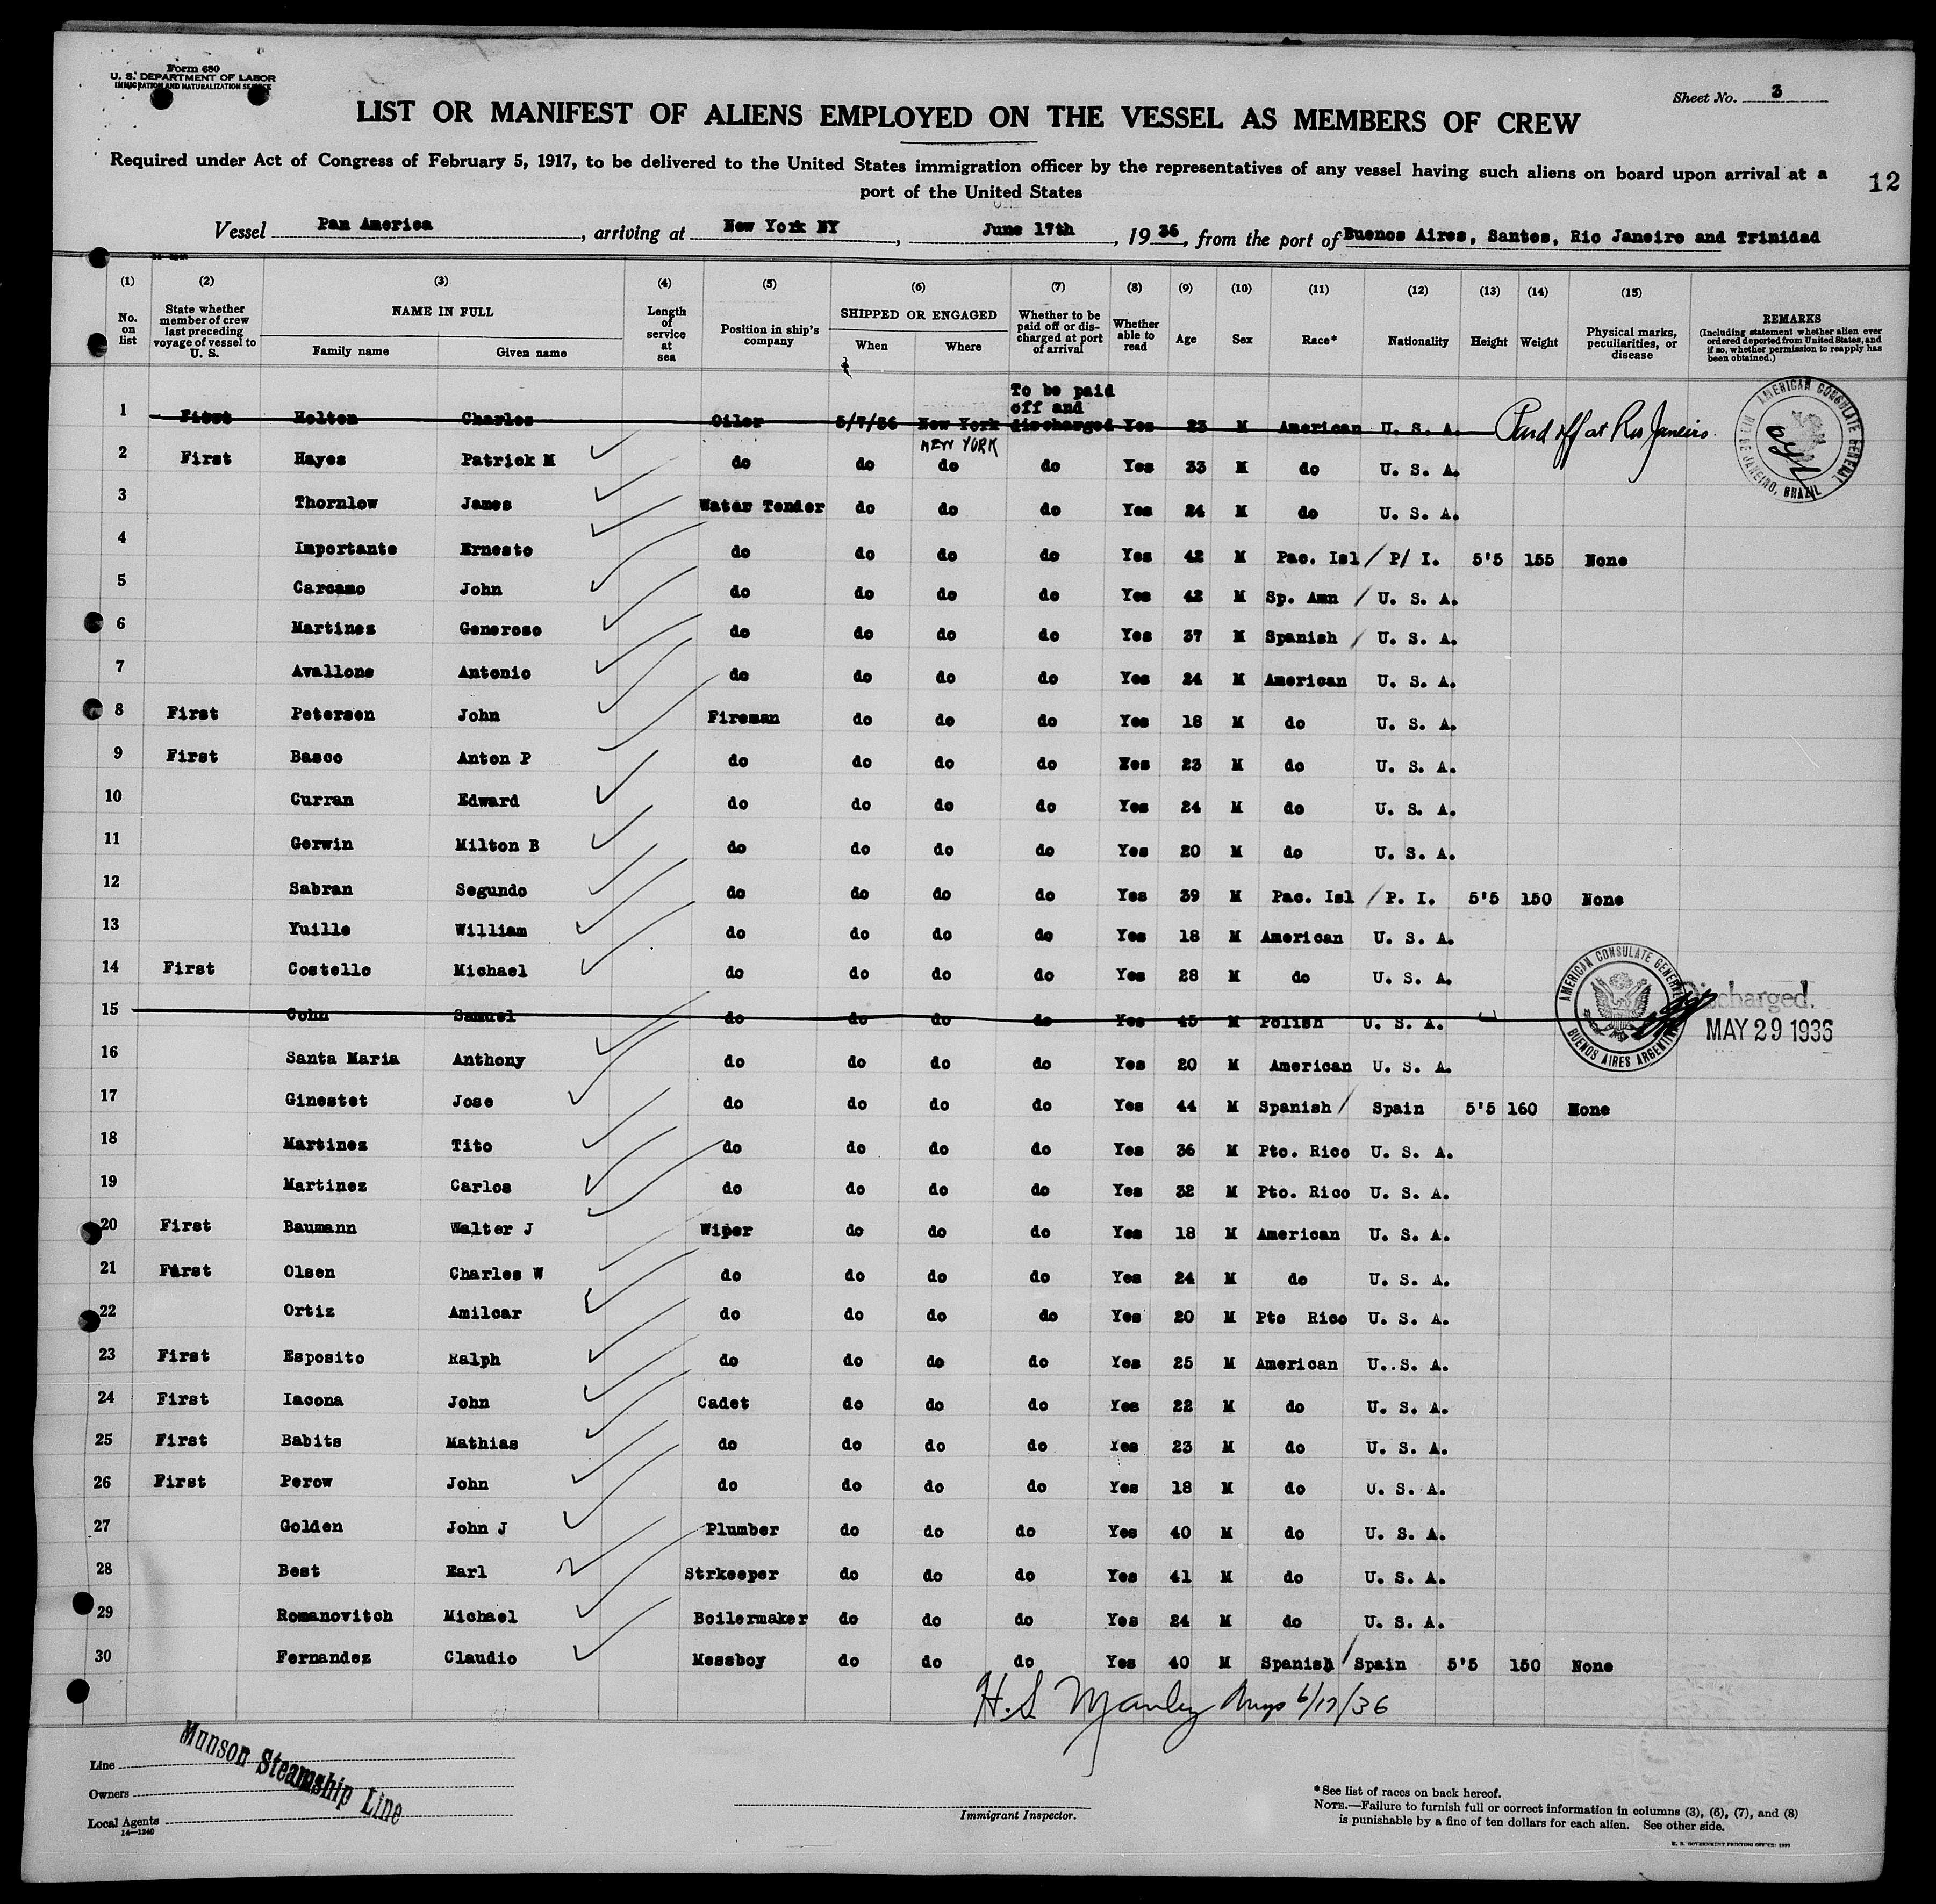 Form 680
U. S. DEPARTMENT OF LABOR
IMMIGRATION AND NATURALIZATION SERVICE
Sheet No. 3
LIST OR MANIFEST OF ALIENS EMPLOYED ON THE VESSEL AS MEMBERS OF CREW
Required under Act of Congress of February 5, 1917, to be delivered to the United States immigration officer by the representatives of any vessel having such aliens on board upon arrival at a
port of the United States
12
Vessel Pan America, arriving at New York NY, June 17th, 1936, from the port of Buenos Aires, Santos, Rio Janeiro and Trinidad
(1) (2) (3) (4) (5) (6) (7) (8) (9) (10) (11) (12) (13) (14) (15)
No. on list
State whether member of crew last preceding voyage of vessel to U. S.
NAME IN FULL
Family name Given name
Length of service at sea
Position in ship's company
SHIPPED OR ENGAGED
When Where
Whether to be paid off or discharged at port of arrival
Whether able to read
Age
Sex
Race*
Nationality
Height
Weight
Physical marks, peculiarities, or disease
REMARKS
(Including statement whether alien ever ordered deported from United States, and if so, whether permission to reapply has been obtained.)
1 First Holton Charles Oiler 5/7/36 New York To be paid off and discharged Yes 23 M American U. S. A. Paid off at Rio Janeiro
AMERICAN CONSULATE GENERAL RIO DE JANEIRO, BRAZIL
NEW YORK
2 First Hayes Patrick M do do do do Yes 33 M do U. S. A.
3 Thornlow James Water Tender do do do Yes 24 M do U. S. A.
4 Importante Ernesto do do do do Yes 42 M Pac. Isl / P/ I. 5'5 155 None
5 Carcamo John do do do do Yes 42 M Sp. Amn / U. S. A.
6 Martinez Generoso do do do do Yes 37 M Spanish / U. S. A.
7 Avallone Antonio do do do do Yes 24 M American U. S. A.
8 First Petersen John Fireman do do do Yes 18 M do U. S. A.
9 First Basco Anton P do do do do Yes 23 M do U. S. A.
10 Curran Edward do do do do Yes 24 M do U. S. A.
11 Gerwin Milton B do do do do Yes 20 M do U. S. A.
12 Sabran Segundo do do do do Yes 39 M Pac. Isl / P. I. 5'5 150 None
13 Yuille William do do do do Yes 18 M American U. S. A.
14 First Costello Michael do do do do Yes 28 M do U. S. A.
15 Cohn Samuel do do do do Yes 45 M Polish U. S. A. Discharged.
AMERICAN CONSULATE GENERAL BUENOS AIRES ARGENTINA
MAY 29 1936
16 Santa Maria Anthony do do do do Yes 20 M American U. S. A.
17 Ginestet Jose do do do do Yes 44 M Spanish / Spain 5'5 160 None
18 Martinez Tito do do do do Yes 36 M Pto. Rico U. S. A.
19 Martinez Carlos do do do do Yes 32 M Pto. Rico U. S. A.
20 First Baumann Walter J Wiper do do do Yes 18 M American U. S. A.
21 First Olsen Charles W do do do do Yes 24 M do U. S. A.
22 Ortiz Amilcar do do do do Yes 20 M Pto Rico U. S. A.
23 First Esposito Ralph do do do do Yes 25 M American U. . S. A.
24 First Iacona John Cadet do do do Yes 22 M do U. S. A.
25 First Babits Mathias do do do do Yes 23 M do U. S. A.
26 First Perow John do do do do Yes 18 M do U. S. A.
27 Golden John J Plumber do do do Yes 40 M do U. S. A.
28 Best Earl Strkeeper do do do Yes 41 M do U. S. A.
29 Romanovitch Michael Boilermaker do do do Yes 24 M do U. S. A.
30 Fernandez Claudio Messboy do do do Yes 40 M Spanish / Spain 5'5 150 None
H. S. Manley 6/17/36
Line
Owners
Local Agents
Munson Steamship Line
14—1240
Immigrant Inspector.
*See list of races on back hereof.
NOTE.—Failure to furnish full or correct information in columns (3), (6), (7), and (8)
is punishable by a fine of ten dollars for each alien. See other side.